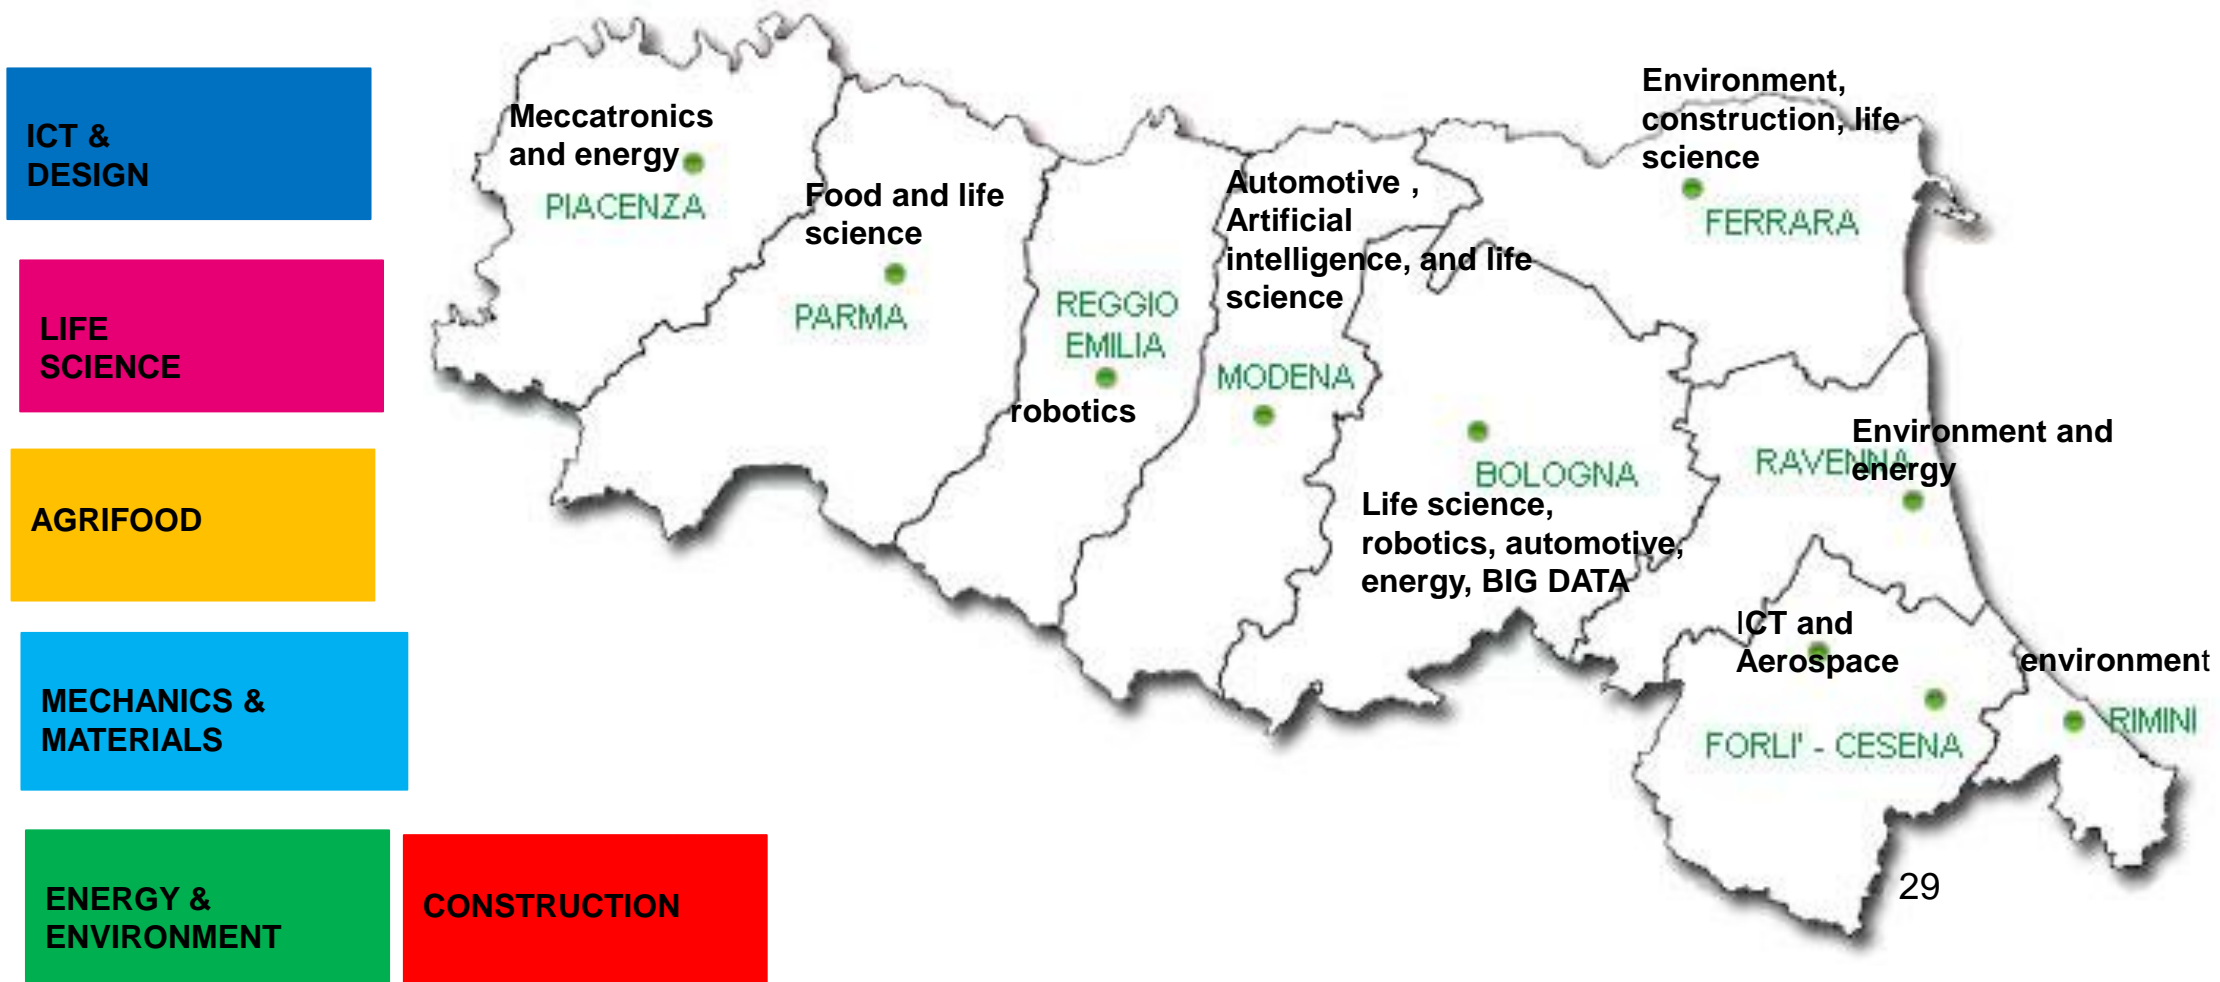 ICT &
DESIGN
LIFE
SCIENCE
AGRIFOOD
MECHANICS &
MATERIALS
ENERGY &
ENVIRONMENT
CONSTRUCTION
Meccatronics
and energy
PIACENZA
Food and life
science
PARMA
REGGIO
EMILIA
robotics
Automotive ,
Artificial
intelligence, and life
science
MODENA
Environment,
construction, life
science
FERRARA
BOLOGNA
Life science,
robotics, automotive,
energy, BIG DATA
Environment and
energy
RAVENNA
ICT and
Aerospace
FORLI' - CESENA
environment
RIMINI
29